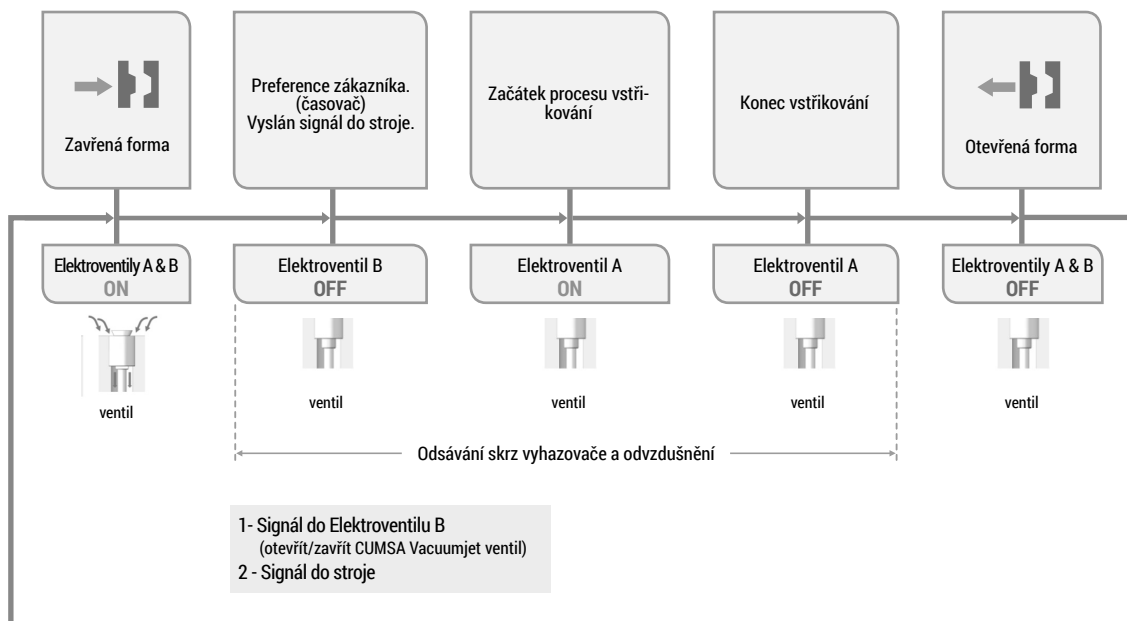 Zavřená forma
Preference zákazníka.
(časovač)
Vyslán signál do stroje.
Začátek procesu vstři-
kování
Konec vstřikování
Otevřená forma
Elektroventily A & B
ON
Elektroventil B
OFF
Elektroventil A
ON
Elektroventil A
OFF
Elektroventily A & B
OFF
ventil
ventil
ventil
ventil
ventil
Odsávání skrz vyhazovače a odvzdušnění
1- Signál do Elektroventilu B
(otevřít/zavřít CUMSA Vacuumjet ventil)
2 - Signál do stroje